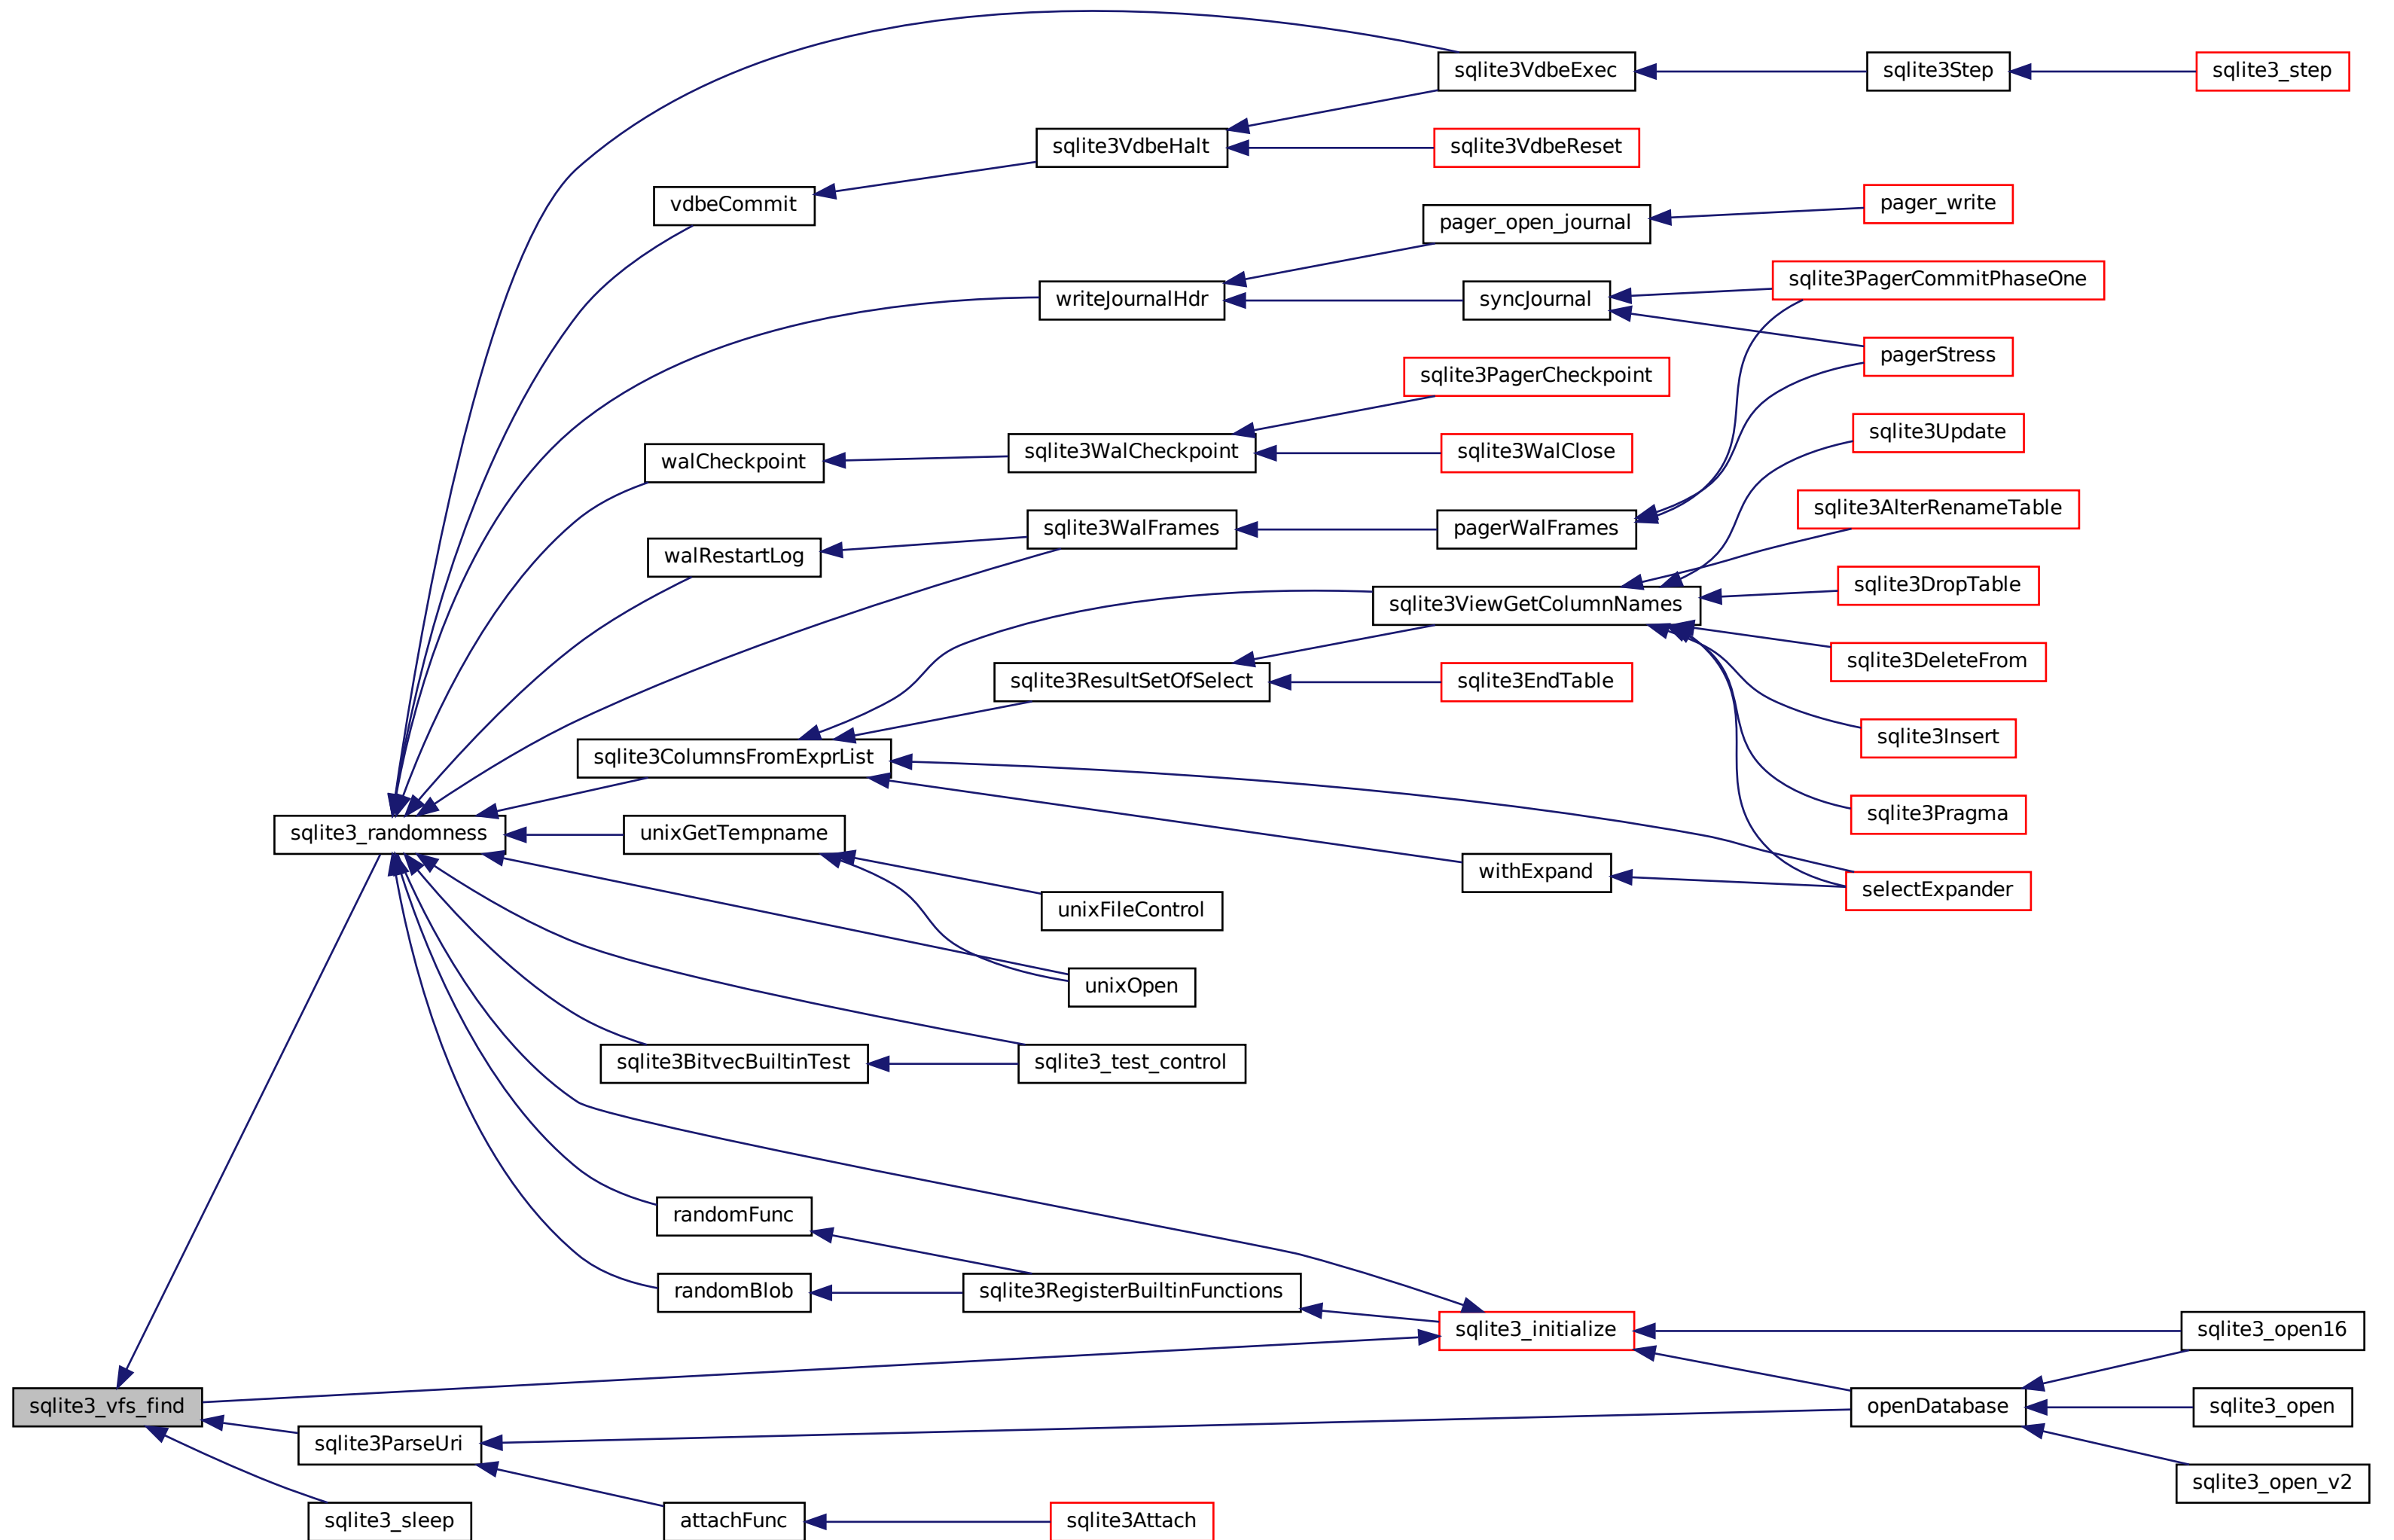 sqlite3VdbeExec
sqlite3Step
sqlite3_step
sqlite3VdbeHalt
sqlite3VdbeReset
vdbeCommit
pager_write
pager_open_journal
sqlite3PagerCommitPhaseOne
writeJournalHdr
syncJournal
pagerStress
sqlite3PagerCheckpoint
sqlite3Update
walCheckpoint
sqlite3WalCheckpoint
sqlite3WalClose
sqlite3AlterRenameTable
sqlite3WalFrames
pagerWalFrames
walRestartLog
sqlite3DropTable
sqlite3ViewGetColumnNames
sqlite3DeleteFrom
sqlite3ResultSetOfSelect
sqlite3EndTable
sqlite3Insert
sqlite3ColumnsFromExprList
sqlite3Pragma
sqlite3_randomness
unixGetTempname
withExpand
selectExpander
unixFileControl
unixOpen
sqlite3BitvecBuiltinTest
sqlite3_test_control
randomFunc
randomBlob
sqlite3RegisterBuiltinFunctions
sqlite3_initialize
sqlite3_open16
sqlite3_vfs_find
openDatabase
sqlite3_open
sqlite3ParseUri
sqlite3_open_v2
sqlite3_sleep
attachFunc
sqlite3Attach